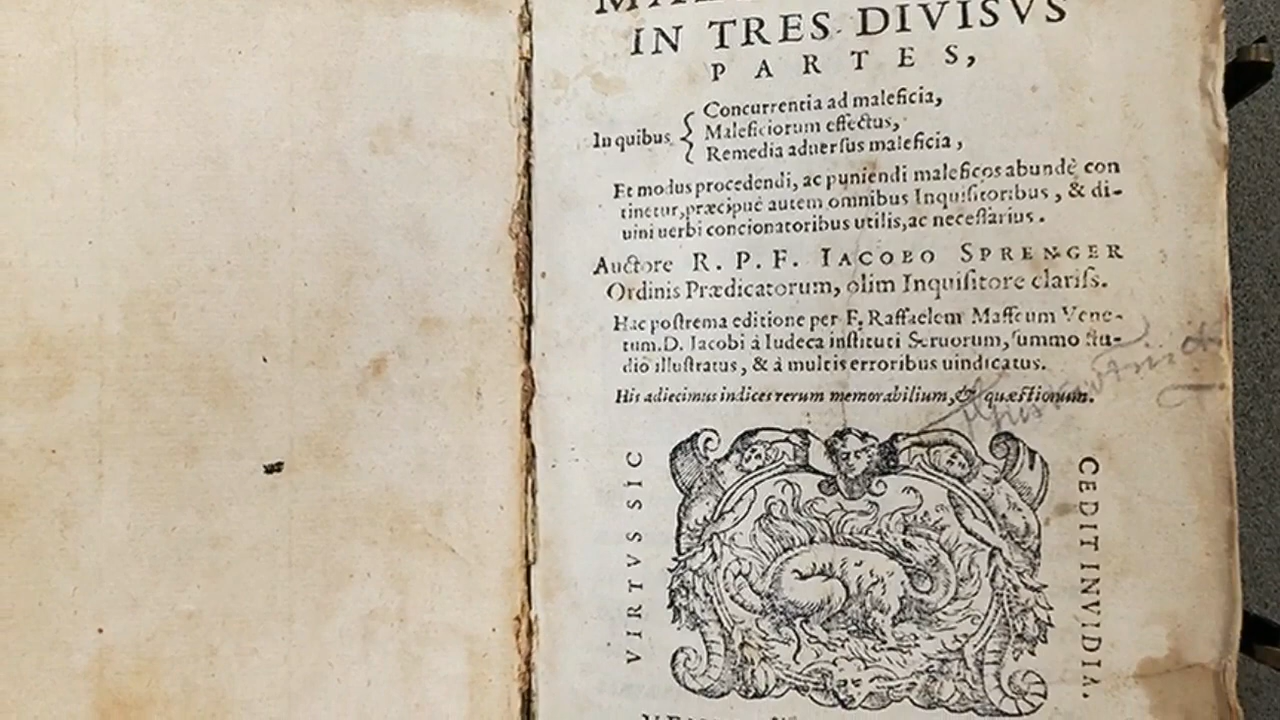 IN TRES DIVISVS
PARTES,
In quibus { Concurrentia ad maleficia,
Maleficiorum effectus,
Remedia aduerſus maleficia,
Et modus procedendi, ac puniendi maleficos abundè con
tinetur, præcipuè autem omnibus Inquiſitoribus, & di-
uini uerbi concionatoribus utilis, ac neceſſarius.
Auctore R. P. F. IACOBO SPRENGER
Ordinis Prædicatorum, olim Inquiſitore clariſs.
Hac poſtrema editione per F. Raffaelem Maffeum Vene-
tum. D. Iacobi à Iudeca inſtituti Seruorum, ſummo ſtu-
dio illuſtratus, & à multis erroribus uindicatus.
His adiecimus indices rerum memorabilium, & quæſtionum.
VIRTVS SIC
CEDIT INVIDIA.